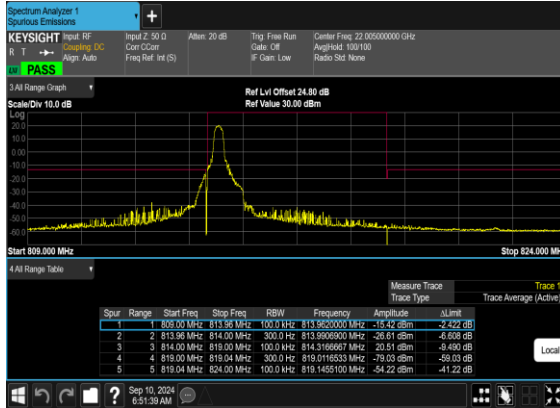 Spectrum Analyzer 1
Spurious Emissions
+
KEYSIGHT Input: RF Input Z: 50 Ω Atten: 20 dB Trig: Free Run Center Freq: 22.005000000 GHz
R T Coupling: DC Corr CCorr Gate: Off Avg|Hold: 100/100
Align: Auto Freq Ref: Int (S) IF Gain: Low Radio Std: None
PASS
3 All Range Graph
Ref Lvl Offset 24.80 dB
Scale/Div 10.0 dB Ref Value 30.00 dBm
Log
20.0
10.0
0.00
-10.0
-20.0
-30.0
-40.0
-50.0
-60.0
Start 809.000 MHz Stop 824.000 MH
4 All Range Table
Measure Trace Trace 1
Trace Type Trace Average (Active)
Spur Range Start Freq Stop Freq RBW Frequency Amplitude ΔLimit
1 1 809.00 MHz 813.96 MHz 100.0 kHz 813.9620000 MHz -15.42 dBm -2.422 dB
2 2 813.96 MHz 814.00 MHz 300.0 Hz 813.9906900 MHz -26.61 dBm -6.608 dB
3 3 814.00 MHz 819.00 MHz 100.0 kHz 814.3166667 MHz 20.51 dBm -9.490 dB
4 4 819.00 MHz 819.04 MHz 300.0 Hz 819.0116533 MHz -79.03 dBm -59.03 dB
5 5 819.04 MHz 824.00 MHz 100.0 kHz 819.1455100 MHz -54.22 dBm -41.22 dB
Local
?
Sep 10, 2024
6:51:39 AM